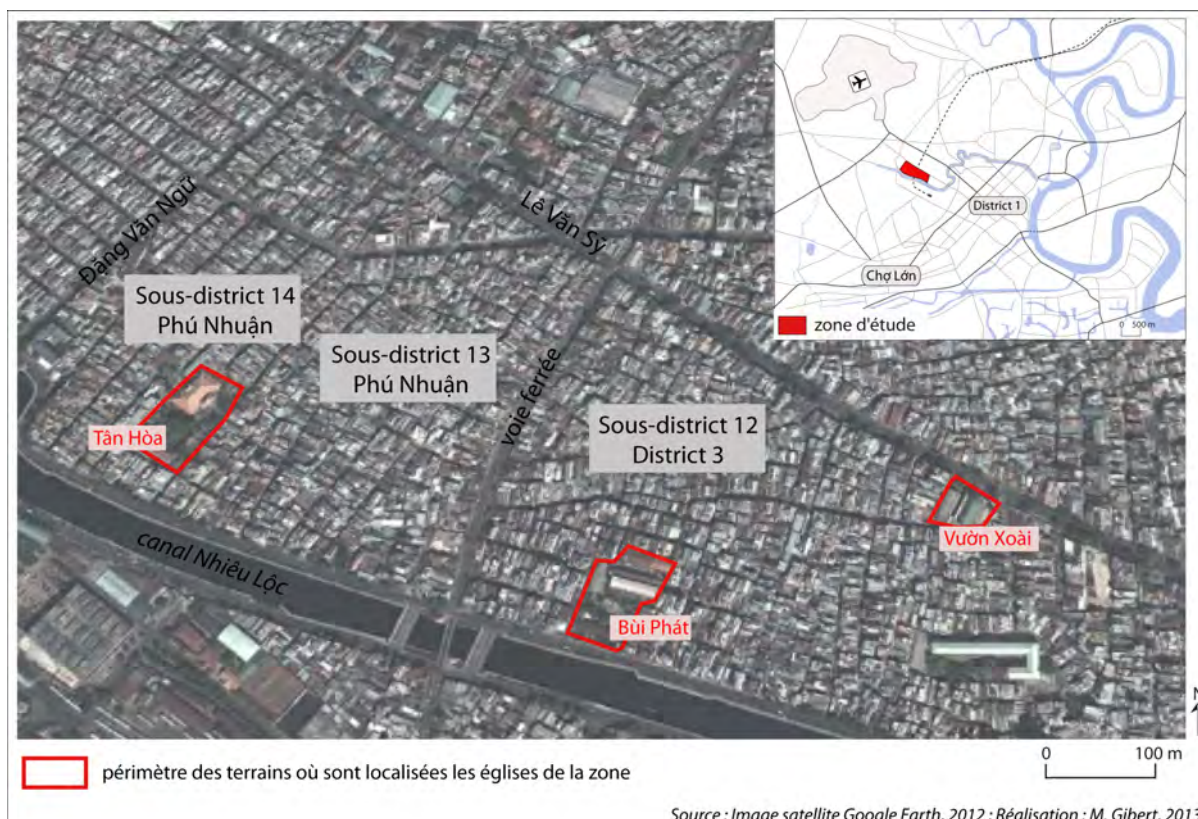 District 1
Chợ Lớn
zone d'étude
0 500 m
Đặng Văn Ngữ
Lê Văn Sỹ
Sous-district 14
Phú Nhuận
Sous-district 13
Phú Nhuận
voie ferrée
Sous-district 12
District 3
Tân Hòa
Vườn Xoài
canal Nhiêu Lộc
Bùi Phát
N
0 100 m
périmètre des terrains où sont localisées les églises de la zone
Source : Image satellite Google Earth, 2012 ; Réalisation : M. Gibert, 2013